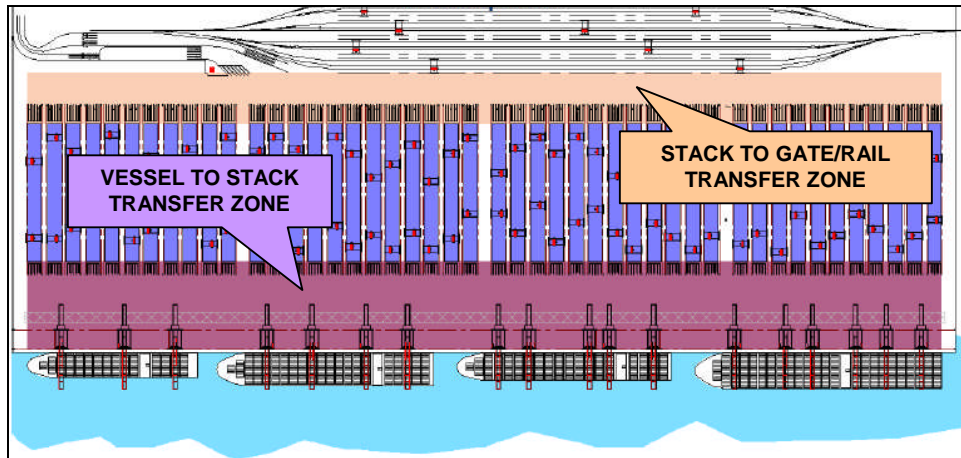 VESSEL TO STACK
TRANSFER ZONE
STACK TO GATE/RAIL
TRANSFER ZONE